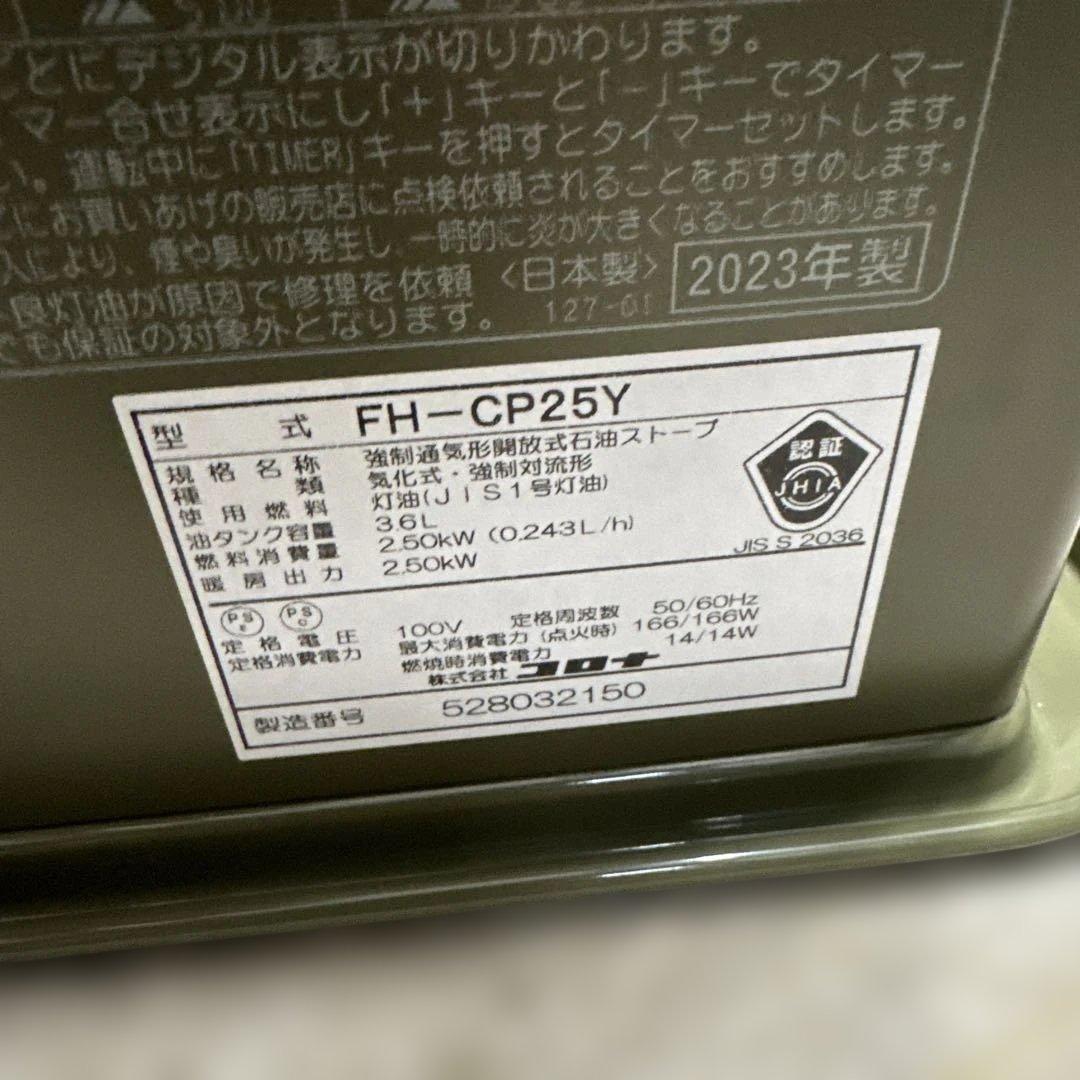 とにデジタル表示が切りかわります。
マー合せ表示にし「+」キーと「-」キーでタイマー
い。運転中に「TIMER」キーを押すとタイマーセットします。
にお買いあげの販売店に点検依頼されることをおすすめします。
入により、煙や臭いが発生し、一時的に炎が大きくなることがあります。
良灯油が原因で修理を依頼
でも保証の対象外となります。
〈日本製〉
127-01
2023年製
型式 FH-CP25Y
規格名称 強制通気形開放式石油ストーブ
種類 気化式・強制対流形
使用燃料 灯油(JIS1号灯油)
油タンク容量 3.6L
燃料消費量 2.50kW (0.243L/h)
暖房出力 2.50kW
認証
JHIA
JIS S 2036
PS E
PS C
定格電圧 100V 定格周波数 50/60Hz
定格消費電力 最大消費電力(点火時) 166/166W
燃焼時消費電力 14/14W
株式会社 コロナ
製造番号 528032150